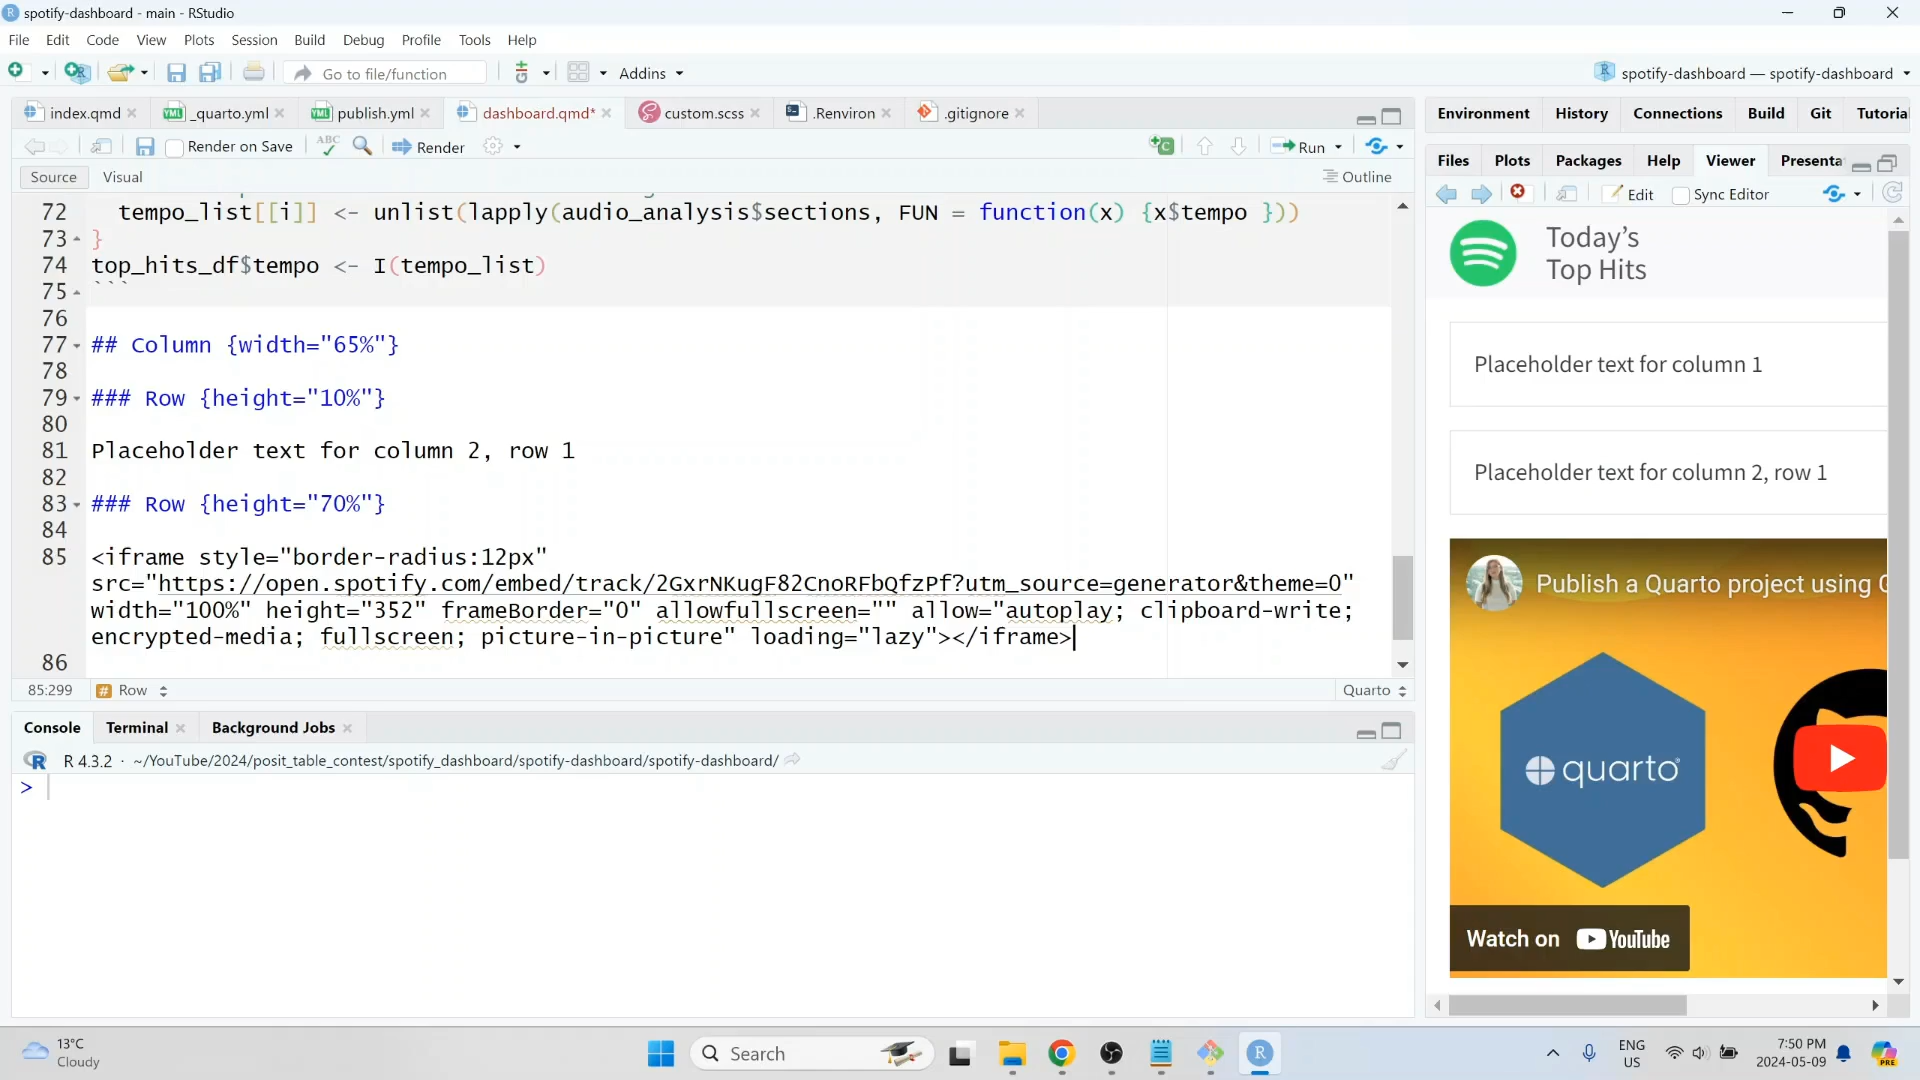 spotify-dashboard - main - RStudio
File Edit Code View Plots Session Build Debug Profile Tools Help
Go to file/function
Addins
spotify-dashboard — spotify-dashboard
index.qmd
_quarto.yml
publish.yml
dashboard.qmd*
custom.scss
.Renviron
.gitignore
Render on Save
ABC
Render
Run
Source Visual
Outline
72 tempo_list[[i]] <- unlist(lapply(audio_analysis$sections, FUN = function(x) {x$tempo }))
73 }
74 top_hits_df$tempo <- I(tempo_list)
75 ```
76
77 ## Column {width="65%"}
78
79 ### Row {height="10%"}
80
81 Placeholder text for column 2, row 1
82
83 ### Row {height="70%"}
84
85 <iframe style="border-radius:12px"
src="https://open.spotify.com/embed/track/2GxrNKugF82CnoRFbQfzPf?utm_source=generator&theme=0"
width="100%" height="352" frameBorder="0" allowfullscreen="" allow="autoplay; clipboard-write;
encrypted-media; fullscreen; picture-in-picture" loading="lazy"></iframe>
86
85:299
# Row
Quarto
Console Terminal Background Jobs
R 4.3.2 · ~/YouTube/2024/posit_table_contest/spotify_dashboard/spotify-dashboard/spotify-dashboard/
>
Environment History Connections Build Git Tutorial
Files Plots Packages Help Viewer Presenta
Edit
Sync Editor
Today's
Top Hits
Placeholder text for column 1
Placeholder text for column 2, row 1
Publish a Quarto project using G
quarto
Watch on YouTube
13°C
Cloudy
Search
ENG
US
7:50 PM
2024-05-09
PRE